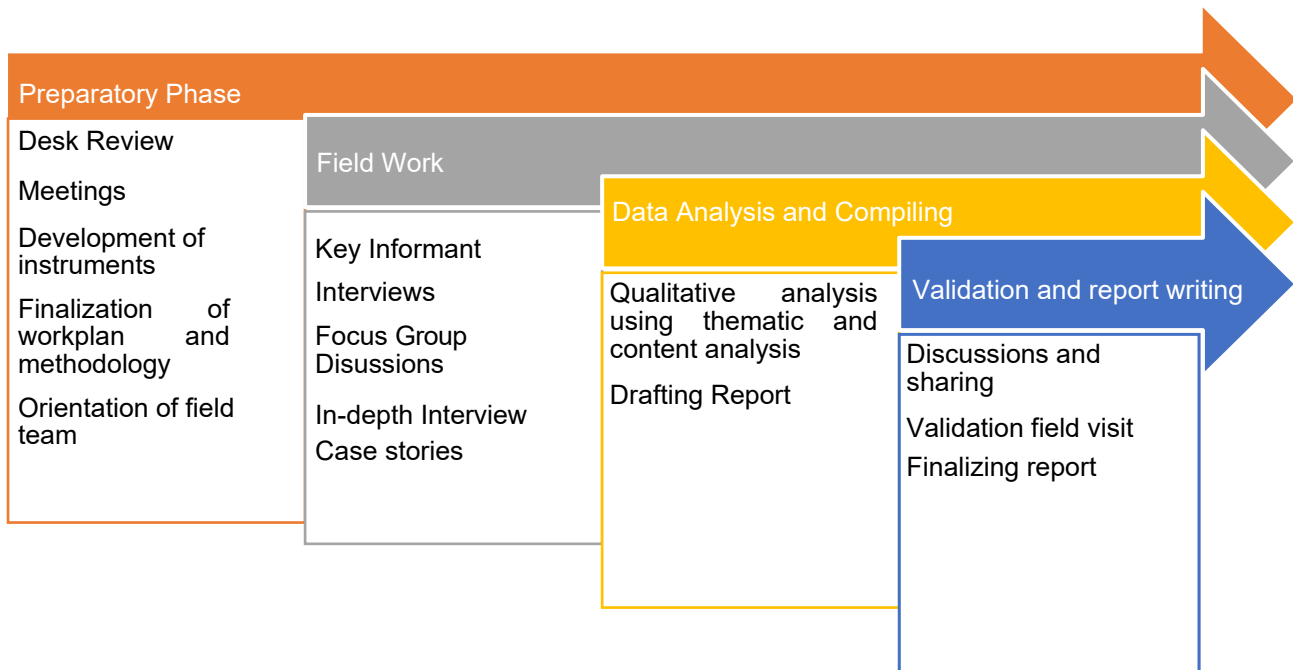 Preparatory Phase
Desk Review
Meetings
Development of
instruments
Finalization of
workplan and
methodology
Orientation of field
team
Field Work
Key Informant
Interviews
Focus Group
Disussions
In-depth Interview
Case stories
Data Analysis and Compiling
Qualitative analysis
using thematic and
content analysis
Drafting Report
Validation and report writing
Discussions and
sharing
Validation field visit
Finalizing report